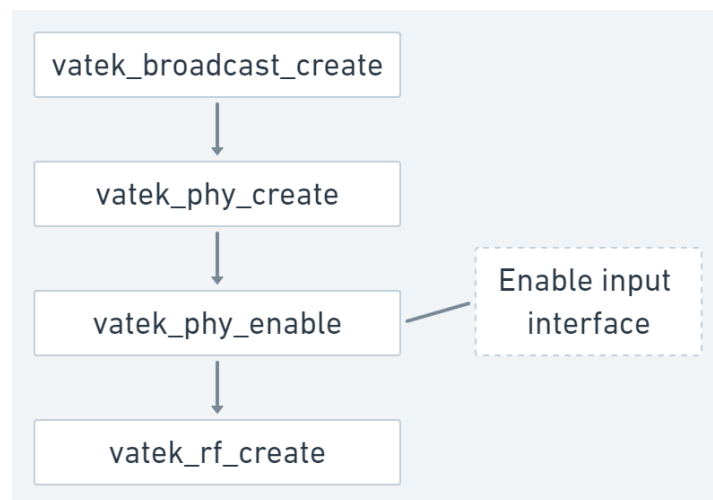 vatek_broadcast_create
vatek_phy_create
vatek_phy_enable
Enable input
interface
vatek_rf_create